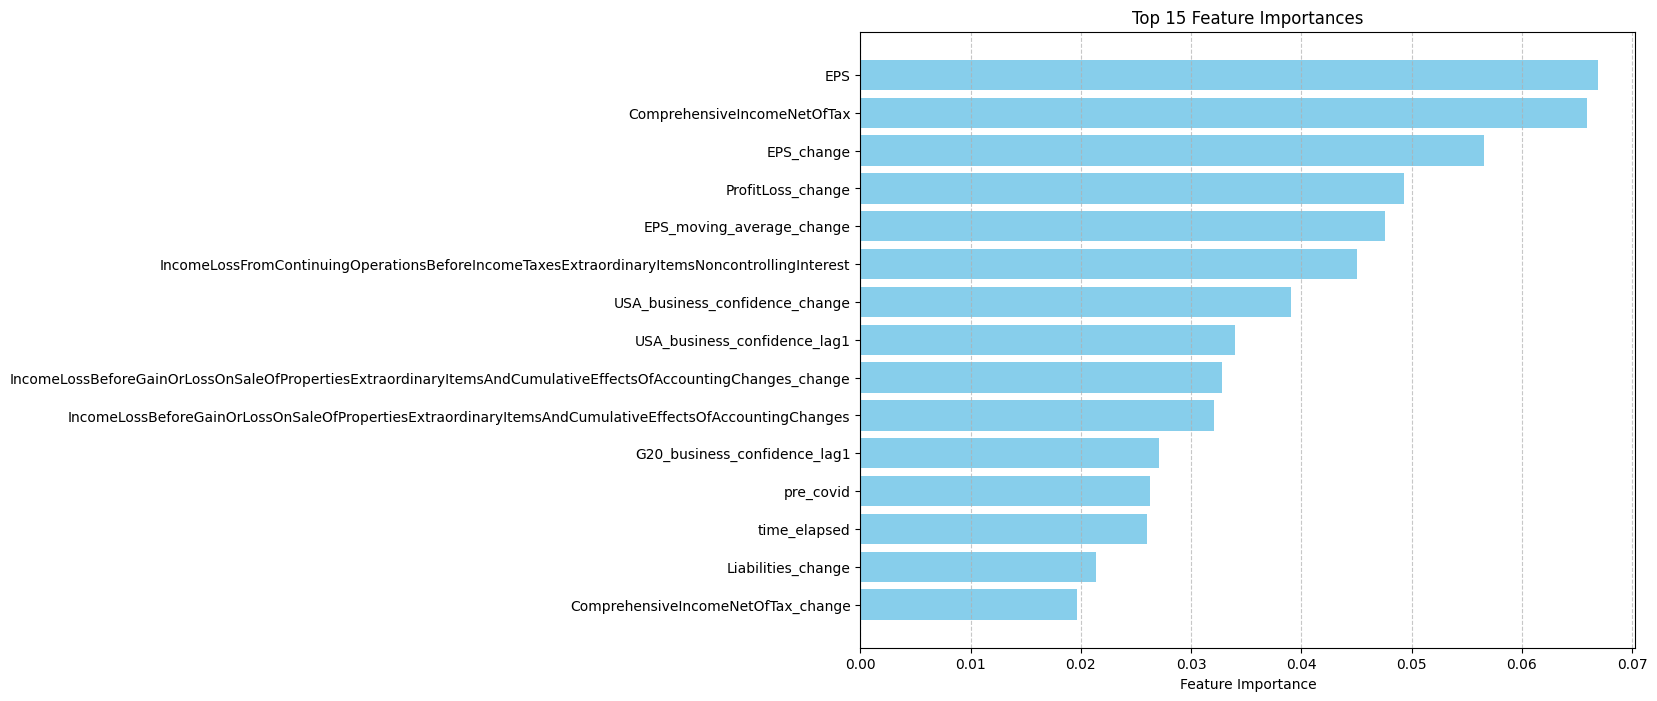 Top 15 Feature Importances
EPS
ComprehensiveIncomeNetOfTax
EPS_change
ProfitLoss_change
EPS_moving_average_change
IncomeLossFromContinuingOperationsBeforeIncomeTaxesExtraordinaryItemsNoncontrollingInterest
USA_business_confidence_change
USA_business_confidence_lag1
IncomeLossBeforeGainOrLossOnSaleOfPropertiesExtraordinaryItemsAndCumulativeEffectsOfAccountingChanges_change
IncomeLossBeforeGainOrLossOnSaleOfPropertiesExtraordinaryItemsAndCumulativeEffectsOfAccountingChanges
G20_business_confidence_lag1
pre_covid
time_elapsed
Liabilities_change
ComprehensiveIncomeNetOfTax_change
0.00 0.01 0.02 0.03 0.04 0.05 0.06 0.07
Feature Importance